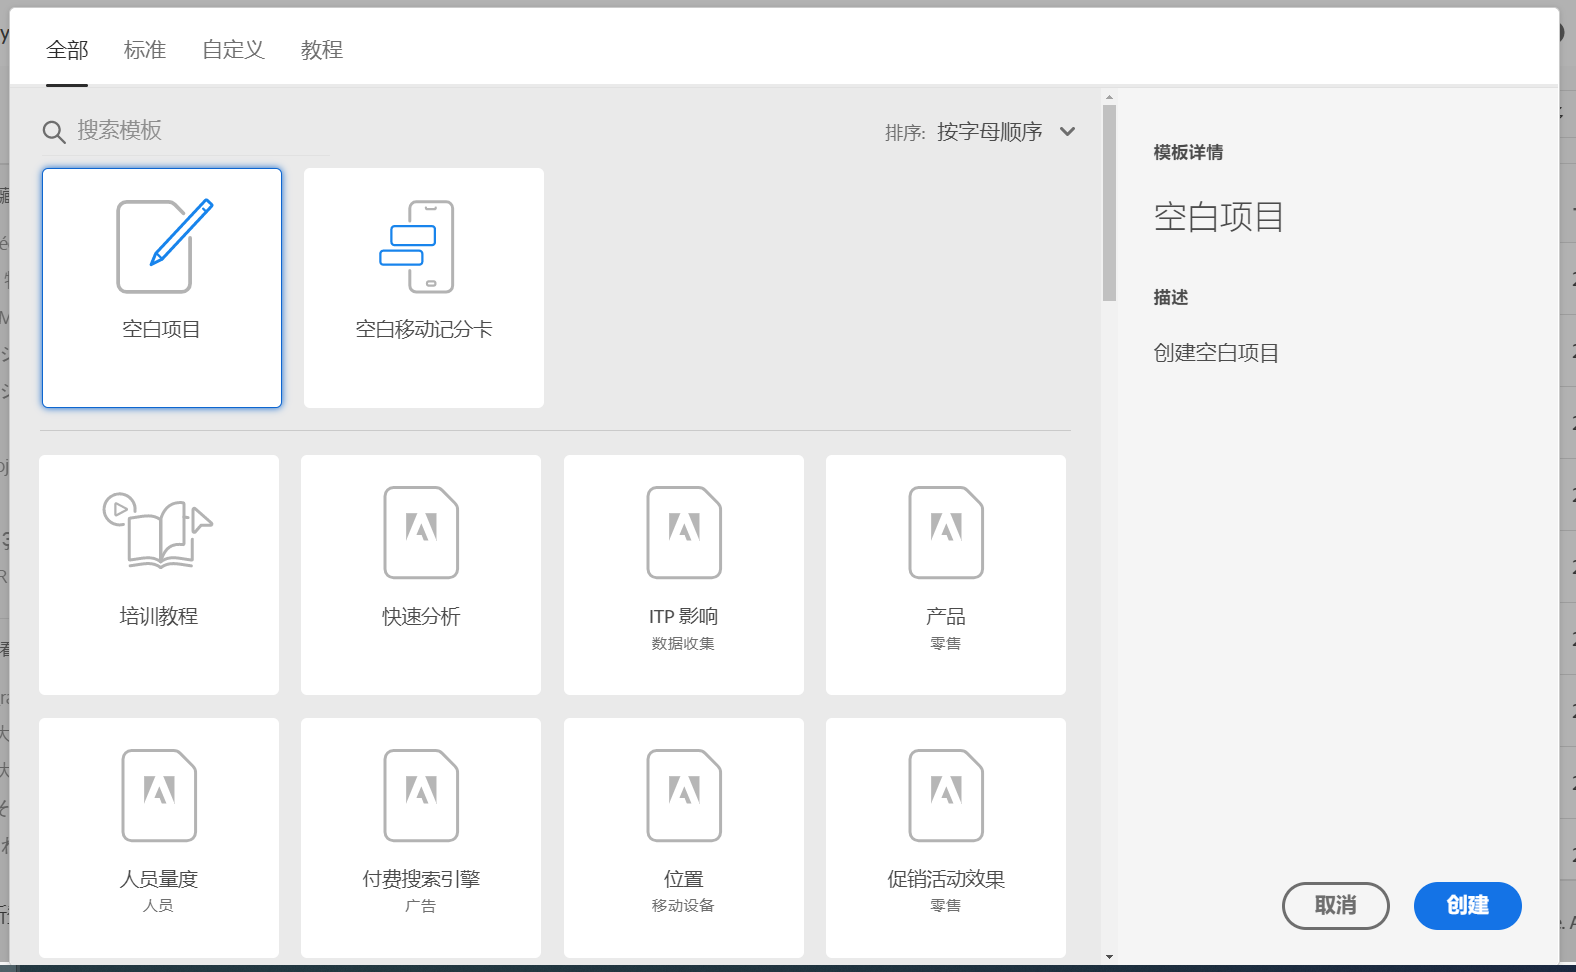 全部 标准 自定义 教程
搜索模板
排序: 按字母顺序
空白项目
空白移动记分卡
培训教程
快速分析
ITP 影响
数据收集
产品
零售
人员量度
人员
付费搜索引擎
广告
位置
移动设备
促销活动效果
零售
模板详情
空白项目
描述
创建空白项目
取消
创建